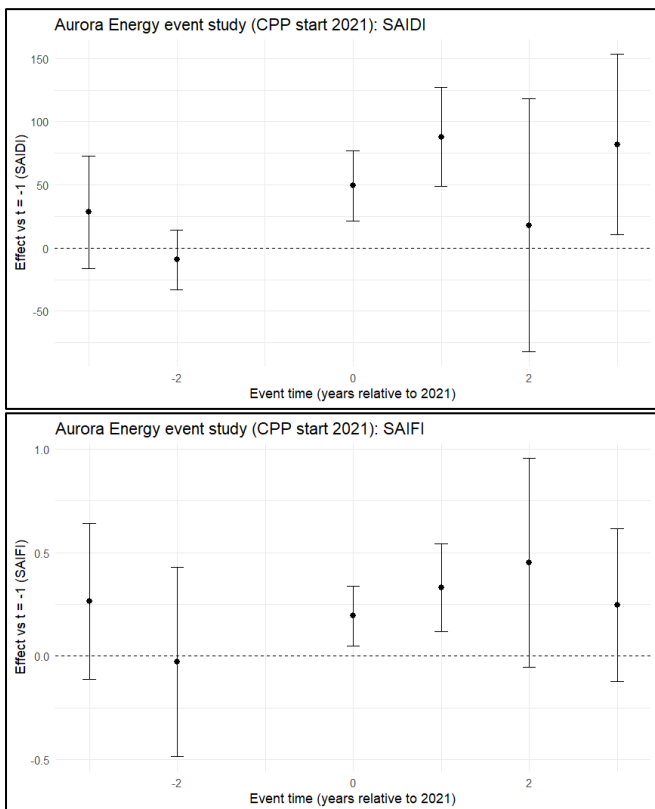 Aurora Energy event study (CPP start 2021): SAIDI
Effect vs t = -1 (SAIDI)
150
100
50
0
-50
-2
0
2
Event time (years relative to 2021)
Aurora Energy event study (CPP start 2021): SAIFI
Effect vs t = -1 (SAIFI)
1.0
0.5
0.0
-0.5
-2
0
2
Event time (years relative to 2021)